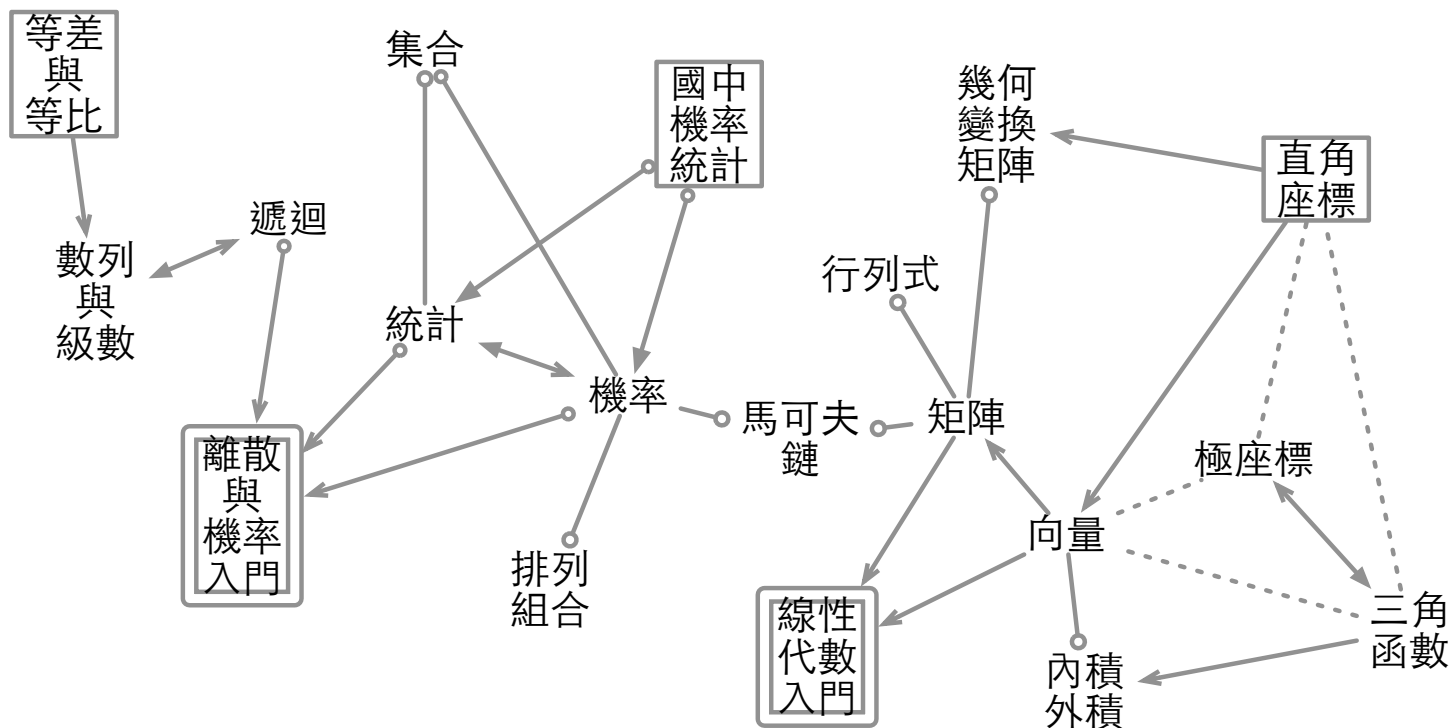 等差
與
等比
集合
國中
機率
統計
幾何
變換
矩陣
直角
座標
遞迴
數列
與
級數
行列式
統計
機率
馬可夫
鏈
矩陣
極座標
離散
與
機率
入門
向量
排列
組合
線性
代數
入門
三角
函數
內積
外積